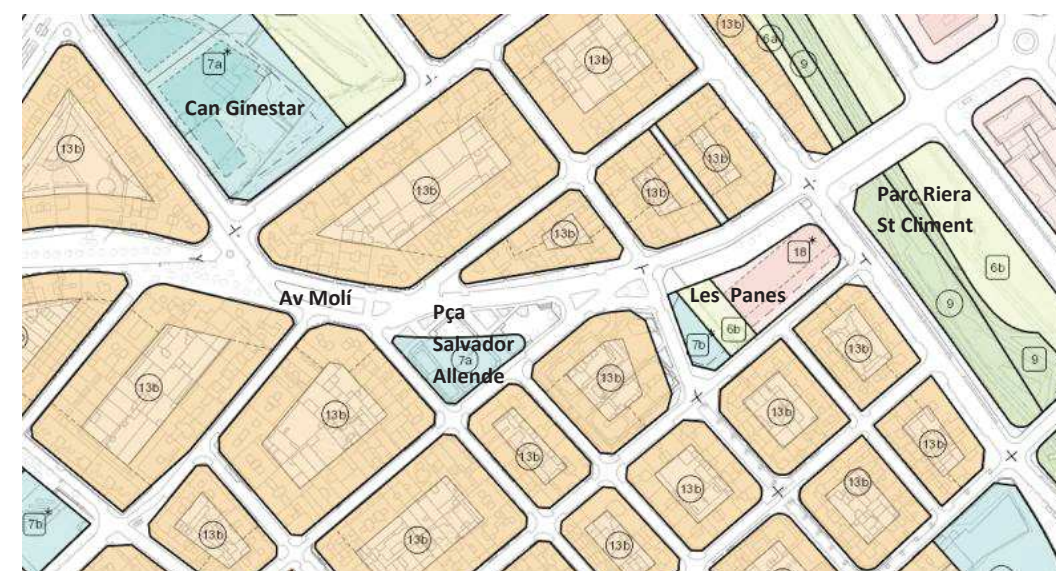 13b
6a
13b
9
7a*
Can Ginestar
13b
13b
13b
13b
13b
18*
Parc Riera
St Climent
6b
9
9
Av Molí
Les Panes
Pça
Salvador
Allende
7a
7b*
6b
13b
13b
13b
13b
13b
13b
13b
13b
13b
13b
7b*
13b
13b
13b